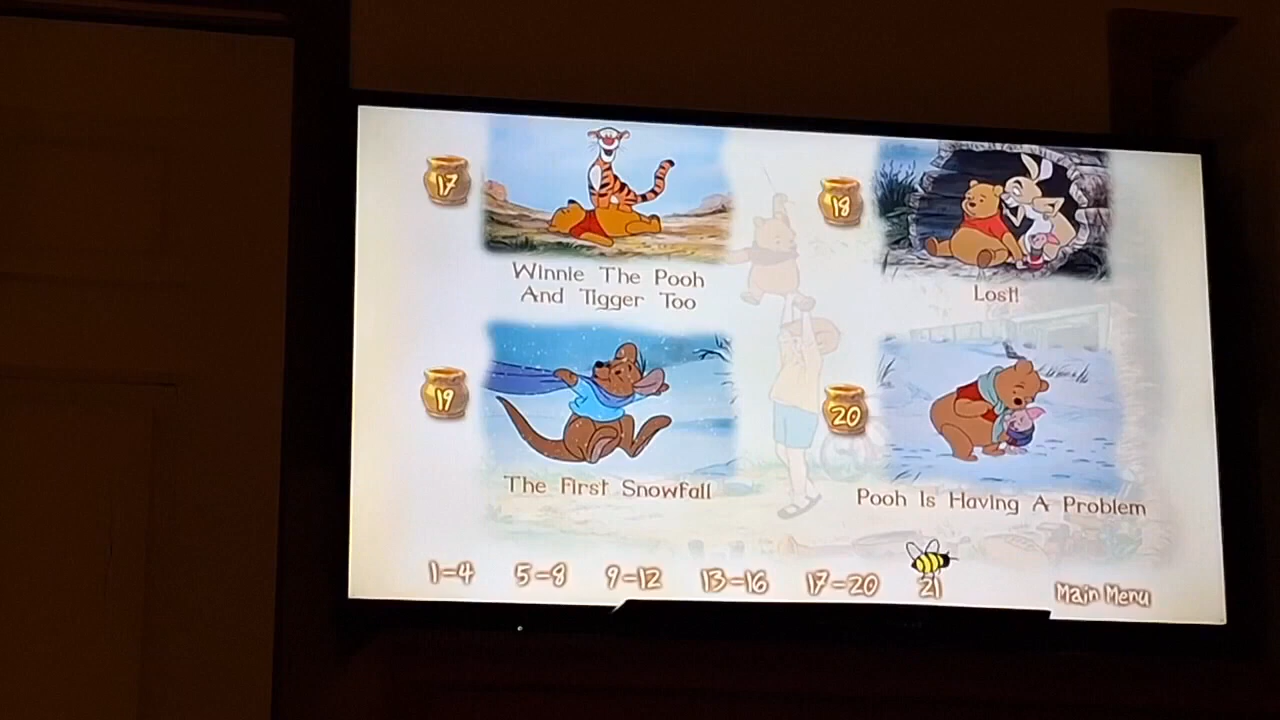 17
18
Winnie The Pooh
And Tigger Too
Lost!
19
20
The First Snowfall
Pooh Is Having A Problem
1-4 5-8 9-12 13-16 17-20 21 Main Menu